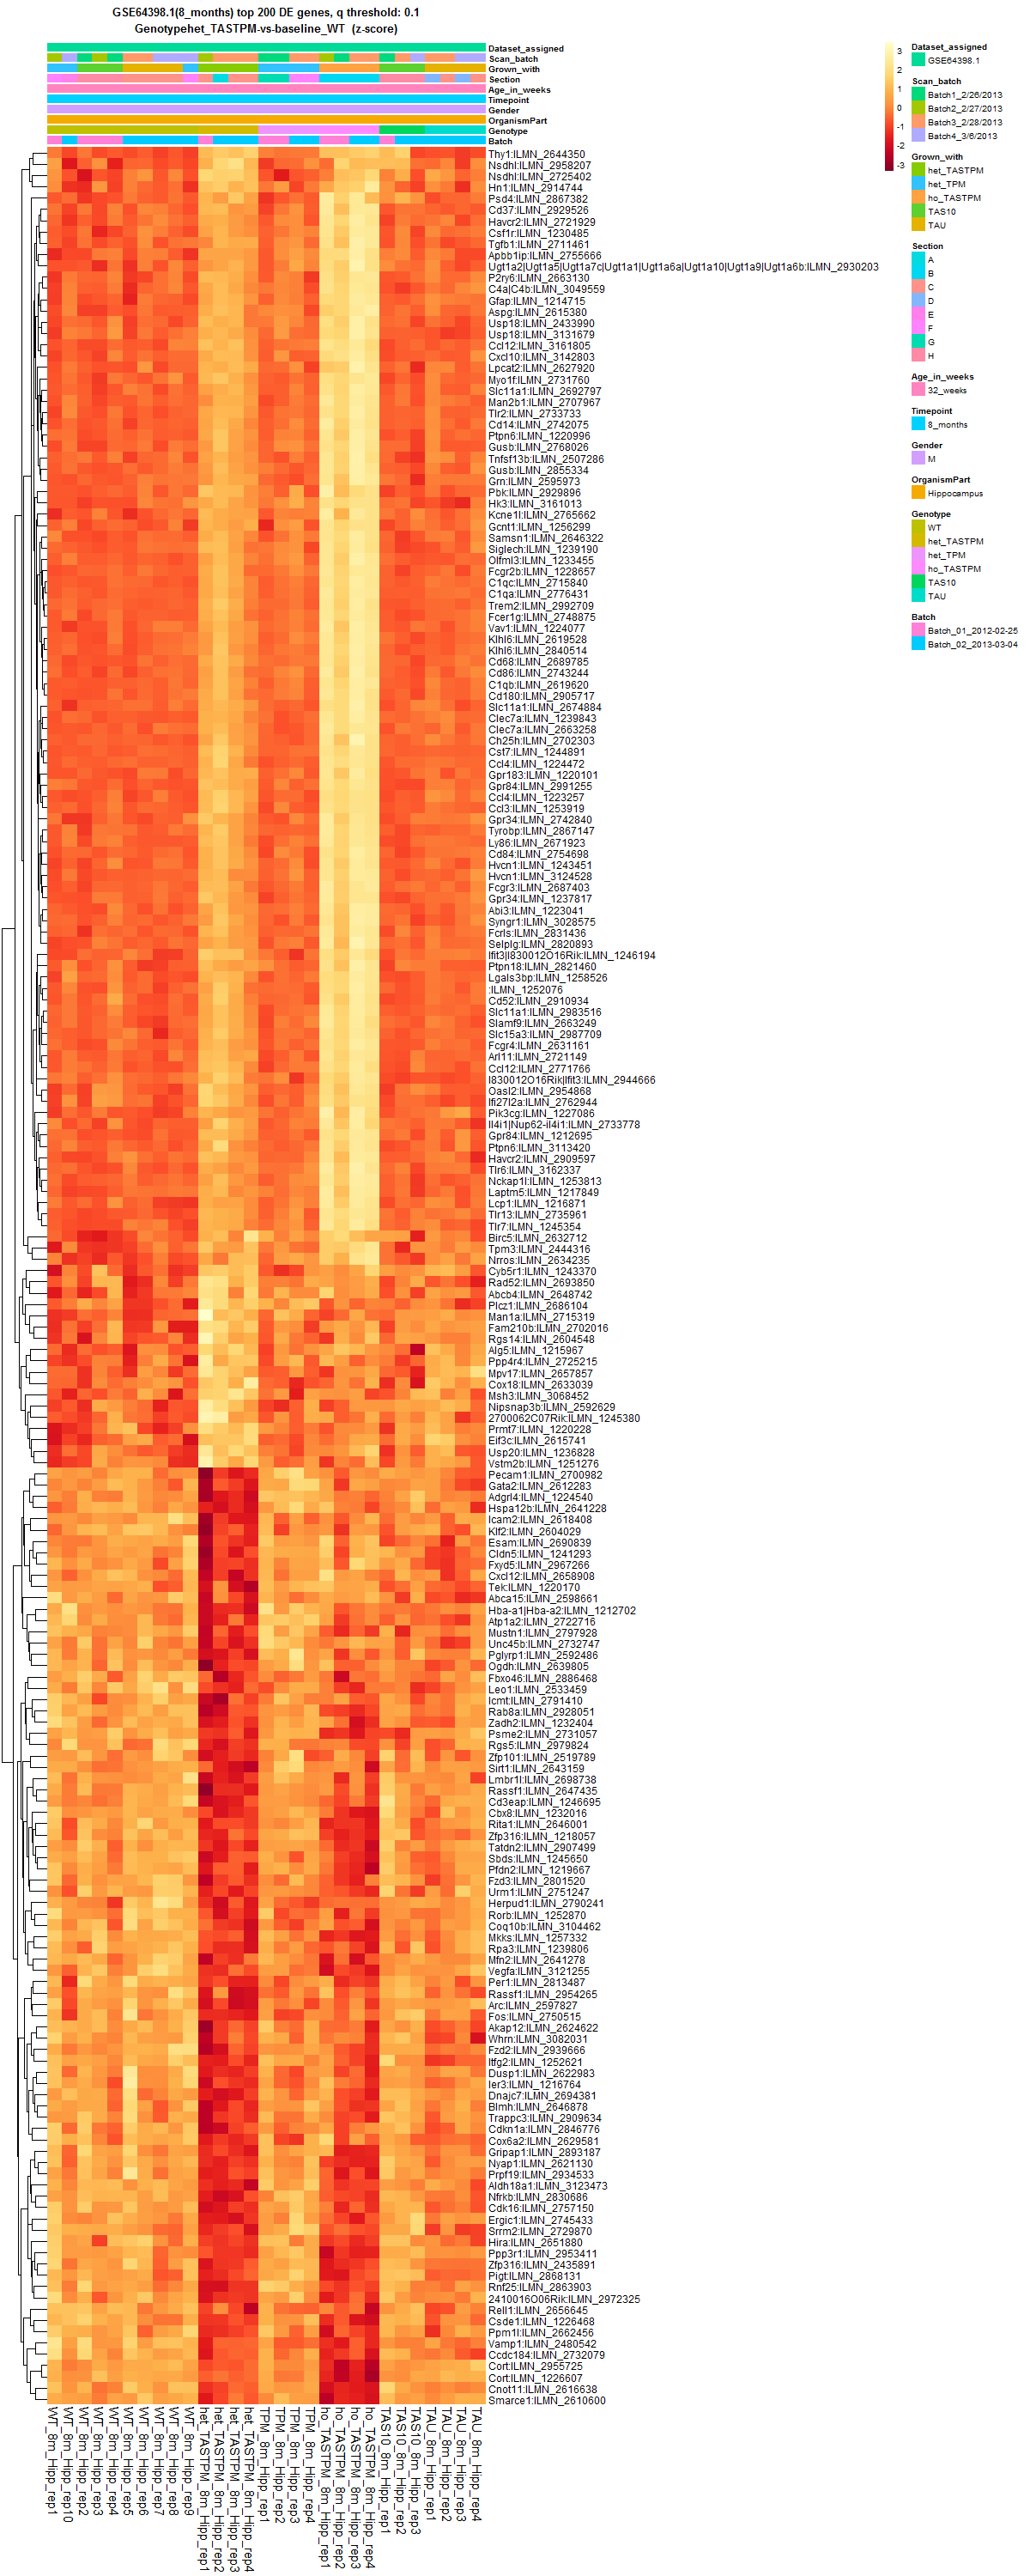 GSE64398.1(8_months) top 200 DE genes, q threshold: 0.1
Genotypehet_TASTPM-vs-baseline_WT (z-score)
Dataset_assigned
Scan_batch
Grown_with
Section
Age_in_weeks
Timepoint
Gender
OrganismPart
Genotype
Batch
Thy1:ILMN_2644350
Nsdhl:ILMN_2958207
Nsdhl:ILMN_2725402
Hn1:ILMN_2914744
Psd4:ILMN_2867382
Cd37:ILMN_2929526
Havcr2:ILMN_2721929
Csf1r:ILMN_1230485
Tgfb1:ILMN_2711461
Apbb1ip:ILMN_2755666
Ugt1a2|Ugt1a5|Ugt1a7c|Ugt1a1|Ugt1a6a|Ugt1a10|Ugt1a9|Ugt1a6b:ILMN_2930203
P2ry6:ILMN_2663130
C4a|C4b:ILMN_3049559
Gfap:ILMN_1214715
Aspg:ILMN_2615380
Usp18:ILMN_2433990
Usp18:ILMN_3131679
Ccl12:ILMN_3161805
Cxcl10:ILMN_3142803
Lpcat2:ILMN_2627920
Myo1f:ILMN_2731760
Slc11a1:ILMN_2692797
Man2b1:ILMN_2707967
Tlr2:ILMN_2733733
Cd14:ILMN_2742075
Ptpn6:ILMN_1220996
Gusb:ILMN_2768026
Tnfsf13b:ILMN_2507286
Gusb:ILMN_2855334
Grn:ILMN_2595973
Pbk:ILMN_2929896
Hk3:ILMN_3161013
Kcne1l:ILMN_2765662
Gcnt1:ILMN_1256299
Samsn1:ILMN_2646322
Siglech:ILMN_1239190
Olfml3:ILMN_1233455
Fcgr2b:ILMN_1228657
C1qc:ILMN_2715840
C1qa:ILMN_2776431
Trem2:ILMN_2992709
Fcer1g:ILMN_2748875
Vav1:ILMN_1224077
Klhl6:ILMN_2619528
Klhl6:ILMN_2840514
Cd68:ILMN_2689785
Cd86:ILMN_2743244
C1qb:ILMN_2619620
Cd180:ILMN_2905717
Slc11a1:ILMN_2674884
Clec7a:ILMN_1239843
Clec7a:ILMN_2663258
Ch25h:ILMN_2702303
Cst7:ILMN_1244891
Ccl4:ILMN_1224472
Gpr183:ILMN_1220101
Gpr84:ILMN_2991255
Ccl4:ILMN_1223257
Ccl3:ILMN_1253919
Gpr34:ILMN_2742840
Tyrobp:ILMN_2867147
Ly86:ILMN_2671923
Cd84:ILMN_2754698
Hvcn1:ILMN_1243451
Hvcn1:ILMN_3124528
Fcgr3:ILMN_2687403
Gpr34:ILMN_1237817
Abi3:ILMN_1223041
Syngr1:ILMN_3028575
Fcrls:ILMN_2831436
Selplg:ILMN_2820893
Ifit3|I830012O16Rik:ILMN_1246194
Ptpn18:ILMN_2821460
Lgals3bp:ILMN_1258526
:ILMN_1252076
Cd52:ILMN_2910934
Slc11a1:ILMN_2983516
Slamf9:ILMN_2663249
Slc15a3:ILMN_2987709
Fcgr4:ILMN_2631161
Arl11:ILMN_2721149
Ccl12:ILMN_2771766
I830012O16Rik|Ifit3:ILMN_2944666
Oasl2:ILMN_2954868
Ifi27l2a:ILMN_2762944
Pik3cg:ILMN_1227086
Il4i1|Nup62-il4i1:ILMN_2733778
Gpr84:ILMN_1212695
Ptpn6:ILMN_3113420
Havcr2:ILMN_2909597
Tlr6:ILMN_3162337
Nckap1l:ILMN_1253813
Laptm5:ILMN_1217849
Lcp1:ILMN_1216871
Tlr13:ILMN_2735961
Tlr7:ILMN_1245354
Birc5:ILMN_2632712
Tpm3:ILMN_2444316
Nrros:ILMN_2634235
Cyb5r1:ILMN_1243370
Rad52:ILMN_2693850
Abcb4:ILMN_2648742
Plcz1:ILMN_2686104
Man1a:ILMN_2715319
Fam210b:ILMN_2702016
Rgs14:ILMN_2604548
Alg5:ILMN_1215967
Ppp4r4:ILMN_2725215
Mpv17:ILMN_2657857
Cox18:ILMN_2633039
Msh3:ILMN_3068452
Nipsnap3b:ILMN_2592629
2700062C07Rik:ILMN_1245380
Prmt7:ILMN_1220228
Eif3c:ILMN_2615741
Usp20:ILMN_1236828
Vstm2b:ILMN_1251276
Pecam1:ILMN_2700982
Gata2:ILMN_2612283
Adgrl4:ILMN_1224540
Hspa12b:ILMN_2641228
Icam2:ILMN_2618408
Klf2:ILMN_2604029
Esam:ILMN_2690839
Cldn5:ILMN_1241293
Fxyd5:ILMN_2967266
Cxcl12:ILMN_2658908
Tek:ILMN_1220170
Abca15:ILMN_2598661
Hba-a1|Hba-a2:ILMN_1212702
Atp1a2:ILMN_2722716
Mustn1:ILMN_2797928
Unc45b:ILMN_2732747
Pglyrp1:ILMN_2592486
Ogdh:ILMN_2639805
Fbxo46:ILMN_2886468
Leo1:ILMN_2533459
Icmt:ILMN_2791410
Rab8a:ILMN_2928051
Zadh2:ILMN_1232404
Psme2:ILMN_2731057
Rgs5:ILMN_2979824
Zfp101:ILMN_2519789
Sirt1:ILMN_2643159
Lmbr1l:ILMN_2698738
Rassf1:ILMN_2647435
Cd3eap:ILMN_1246695
Cbx8:ILMN_1232016
Rita1:ILMN_2646001
Zfp316:ILMN_1218057
Tatdn2:ILMN_2907499
Sbds:ILMN_1245650
Pfdn2:ILMN_1219667
Fzd3:ILMN_2801520
Urm1:ILMN_2751247
Herpud1:ILMN_2790241
Rorb:ILMN_1252870
Coq10b:ILMN_3104462
Mkks:ILMN_1257332
Rpa3:ILMN_1239806
Mfn2:ILMN_2641278
Vegfa:ILMN_3121255
Per1:ILMN_2813487
Rassf1:ILMN_2954265
Arc:ILMN_2597827
Fos:ILMN_2750515
Akap12:ILMN_2624622
Whrn:ILMN_3082031
Fzd2:ILMN_2939666
Itfg2:ILMN_1252621
Dusp1:ILMN_2622983
Ier3:ILMN_1216764
Dnajc7:ILMN_2694381
Blmh:ILMN_2646878
Trappc3:ILMN_2909634
Cdkn1a:ILMN_2846776
Cox6a2:ILMN_2629581
Gripap1:ILMN_2893187
Nyap1:ILMN_2621130
Prpf19:ILMN_2934533
Aldh18a1:ILMN_3123473
Nfrkb:ILMN_2830686
Cdk16:ILMN_2757150
Ergic1:ILMN_2745433
Srrm2:ILMN_2729870
Hira:ILMN_2651880
Ppp3r1:ILMN_2953411
Zfp316:ILMN_2435891
Pigt:ILMN_2868131
Rnf25:ILMN_2863903
2410016O06Rik:ILMN_2972325
Rell1:ILMN_2656645
Csde1:ILMN_1226468
Ppm1l:ILMN_2662456
Vamp1:ILMN_2480542
Ccdc184:ILMN_2732079
Cort:ILMN_2955725
Cort:ILMN_1226607
Cnot11:ILMN_2616638
Smarce1:ILMN_2610600
WT_8m_Hipp_rep1
WT_8m_Hipp_rep10
WT_8m_Hipp_rep2
WT_8m_Hipp_rep3
WT_8m_Hipp_rep4
WT_8m_Hipp_rep5
WT_8m_Hipp_rep6
WT_8m_Hipp_rep7
WT_8m_Hipp_rep8
WT_8m_Hipp_rep9
het_TASTPM_8m_Hipp_rep1
het_TASTPM_8m_Hipp_rep2
het_TASTPM_8m_Hipp_rep3
het_TASTPM_8m_Hipp_rep4
TPM_8m_Hipp_rep1
TPM_8m_Hipp_rep2
TPM_8m_Hipp_rep3
TPM_8m_Hipp_rep4
ho_TASTPM_8m_Hipp_rep1
ho_TASTPM_8m_Hipp_rep2
ho_TASTPM_8m_Hipp_rep3
ho_TASTPM_8m_Hipp_rep4
TAS10_8m_Hipp_rep1
TAS10_8m_Hipp_rep2
TAS10_8m_Hipp_rep3
TAU_8m_Hipp_rep1
TAU_8m_Hipp_rep2
TAU_8m_Hipp_rep3
TAU_8m_Hipp_rep4
3
2
1
0
-1
-2
-3
Dataset_assigned
GSE64398.1
Scan_batch
Batch1_2/26/2013
Batch2_2/27/2013
Batch3_2/28/2013
Batch4_3/6/2013
Grown_with
het_TASTPM
het_TPM
ho_TASTPM
TAS10
TAU
Section
A
B
C
D
E
F
G
H
Age_in_weeks
32_weeks
Timepoint
8_months
Gender
M
OrganismPart
Hippocampus
Genotype
WT
het_TASTPM
het_TPM
ho_TASTPM
TAS10
TAU
Batch
Batch_01_2012-02-25
Batch_02_2013-03-04